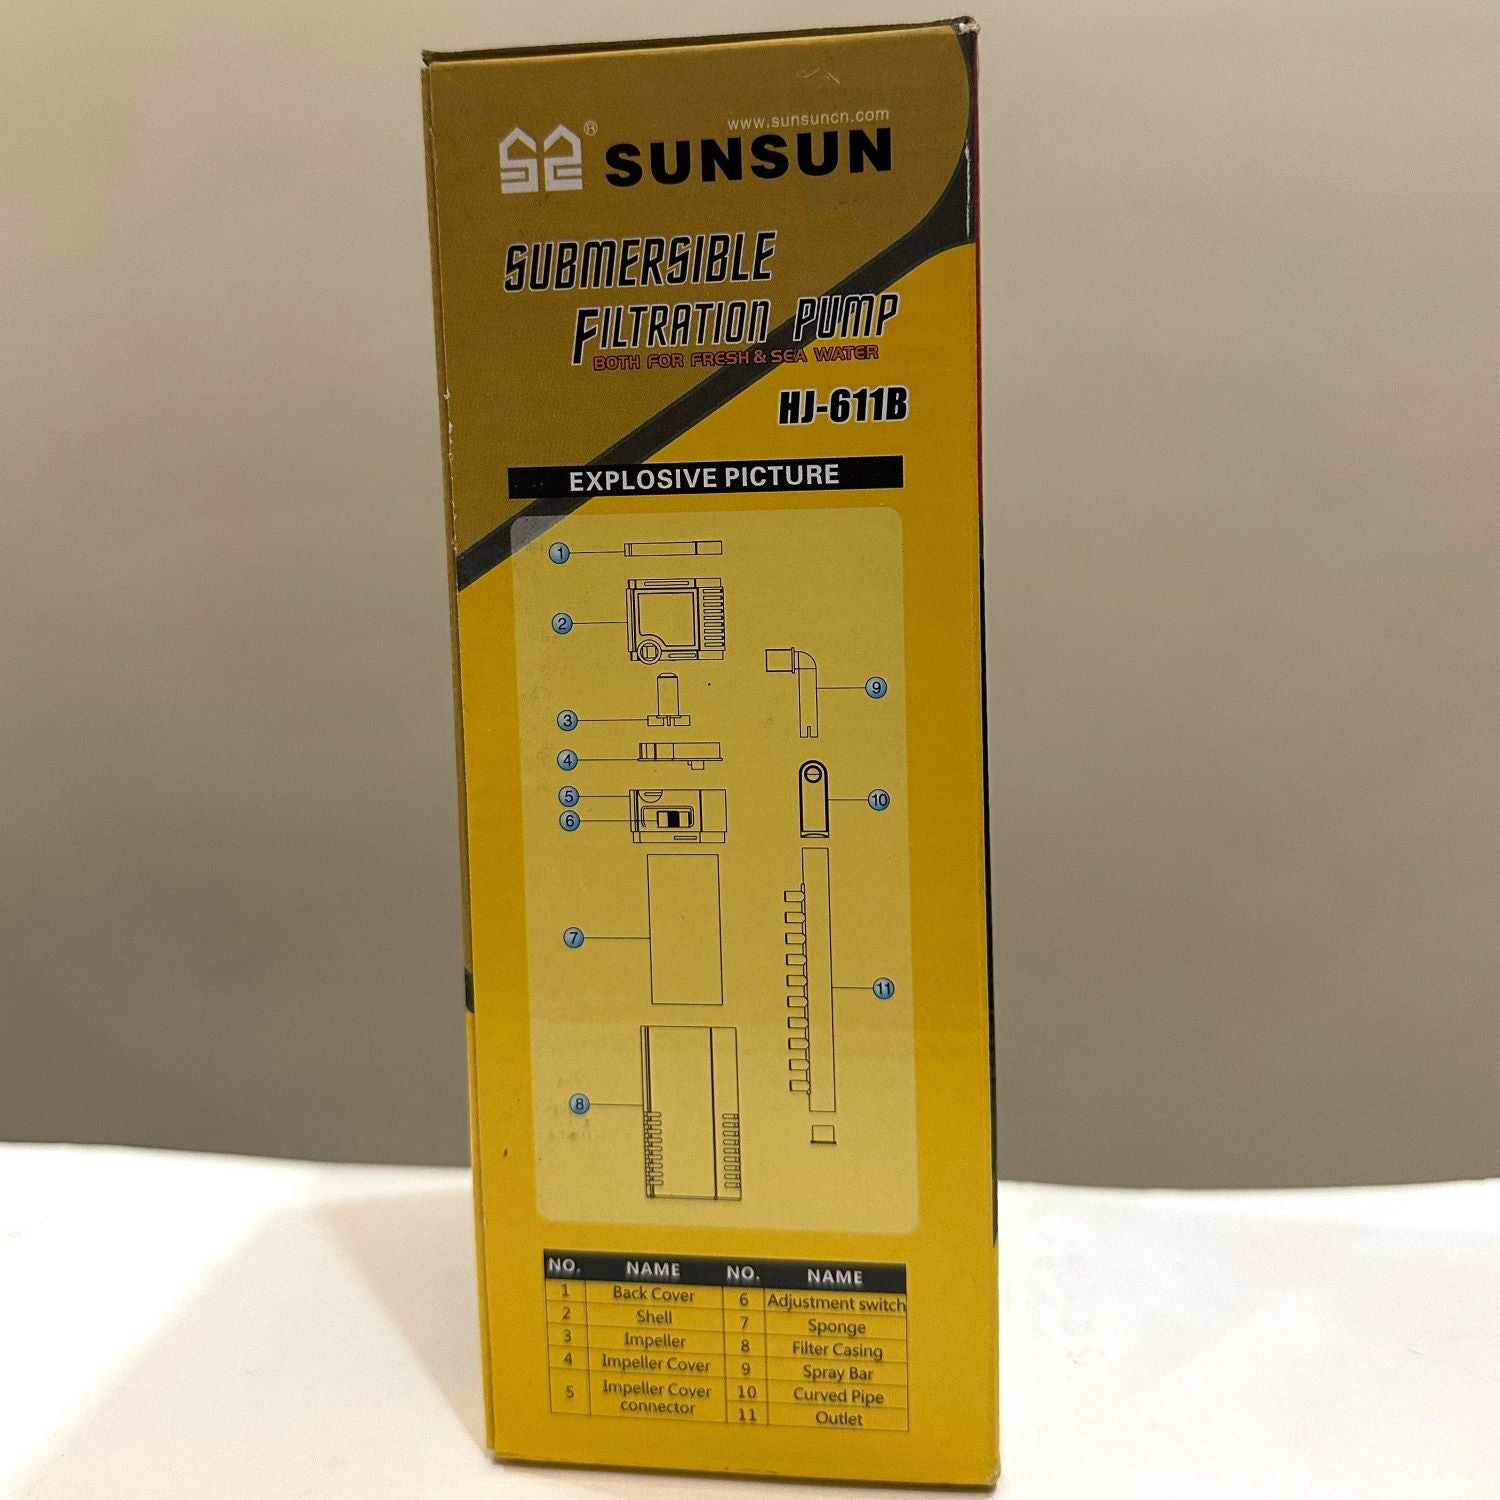 www.sunsuncn.com
® SUNSUN
SUBMERSIBLE
FILTRATION PUMP
BOTH FOR FRESH & SEA WATER
HJ-611B
EXPLOSIVE PICTURE
1
2
3
4
5
6
7
8
9
10
11
NO. NAME NO. NAME
1 Back Cover 6 Adjustment switch
2 Shell 7 Sponge
3 Impeller 8 Filter Casing
4 Impeller Cover 9 Spray Bar
5 Impeller Cover 10 Curved Pipe
connector 11 Outlet